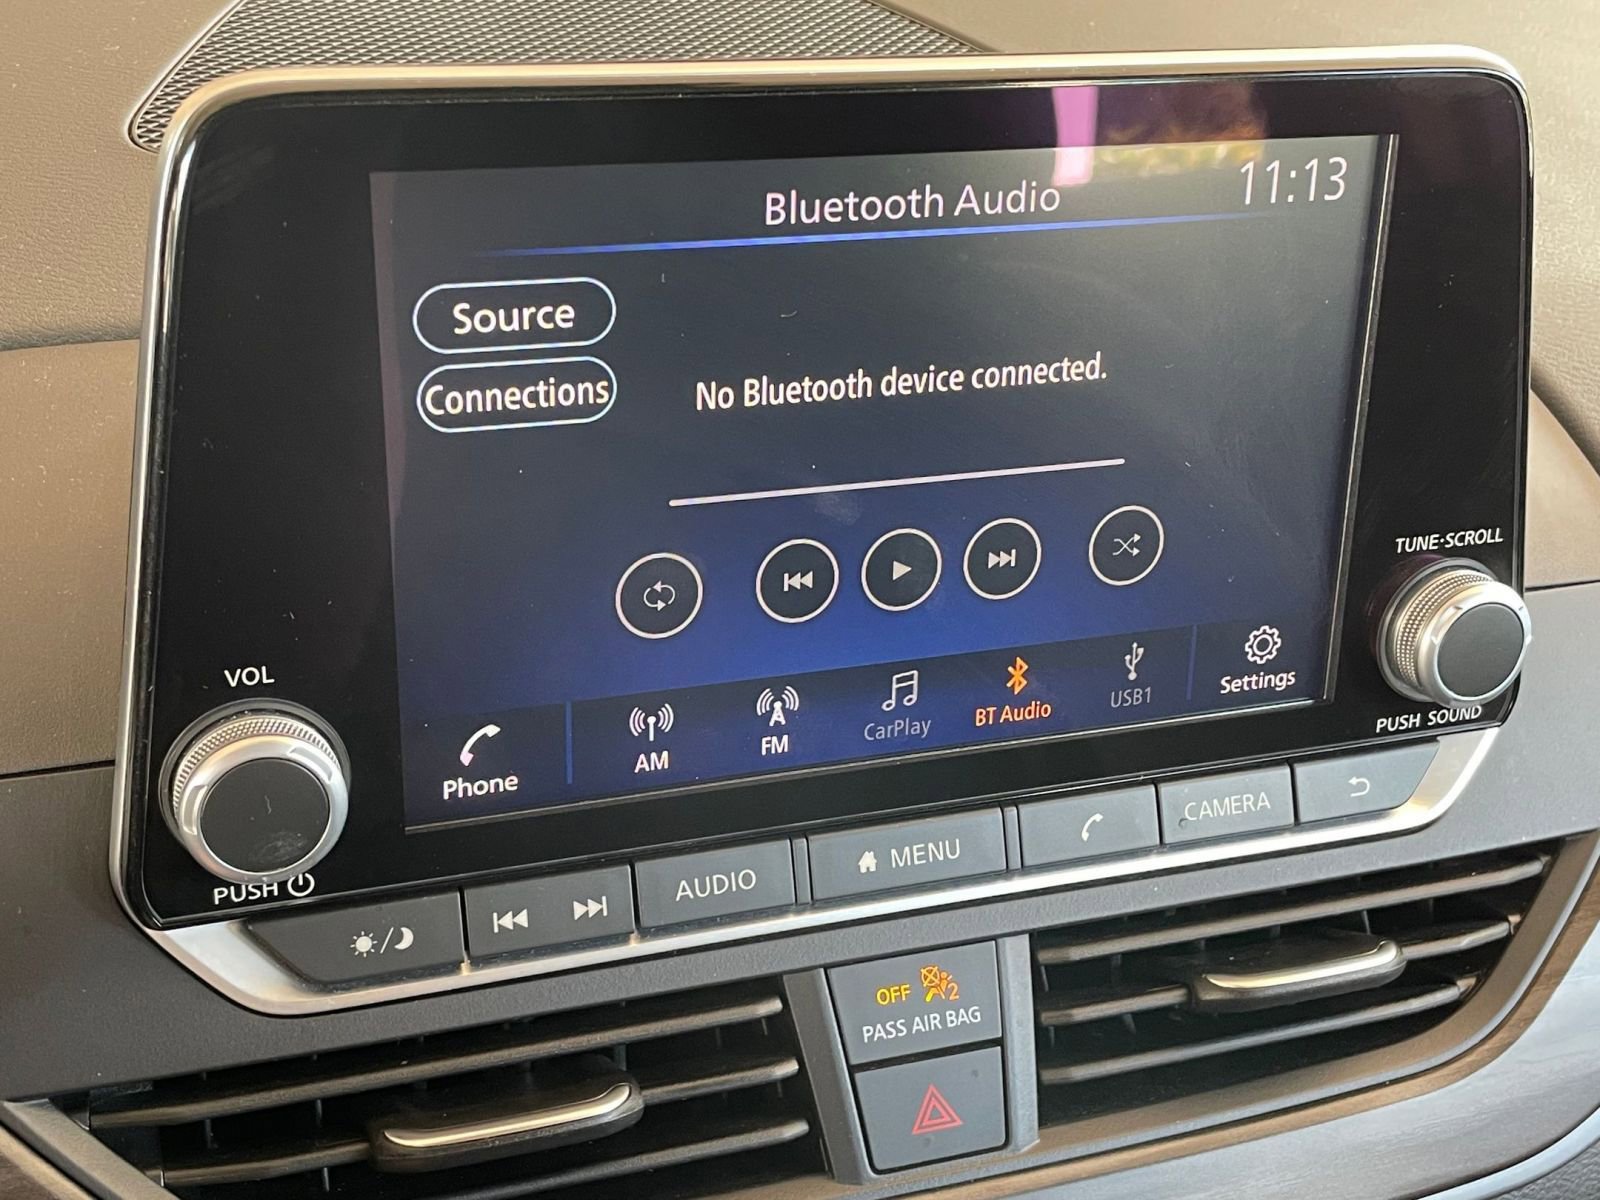 Bluetooth Audio
11:13
Source
Connections
No Bluetooth device connected.
TUNE·SCROLL
VOL
Phone
AM
FM
CarPlay
BT Audio
USB1
Settings
PUSH SOUND
PUSH
AUDIO
MENU
CAMERA
OFF 2
PASS AIR BAG